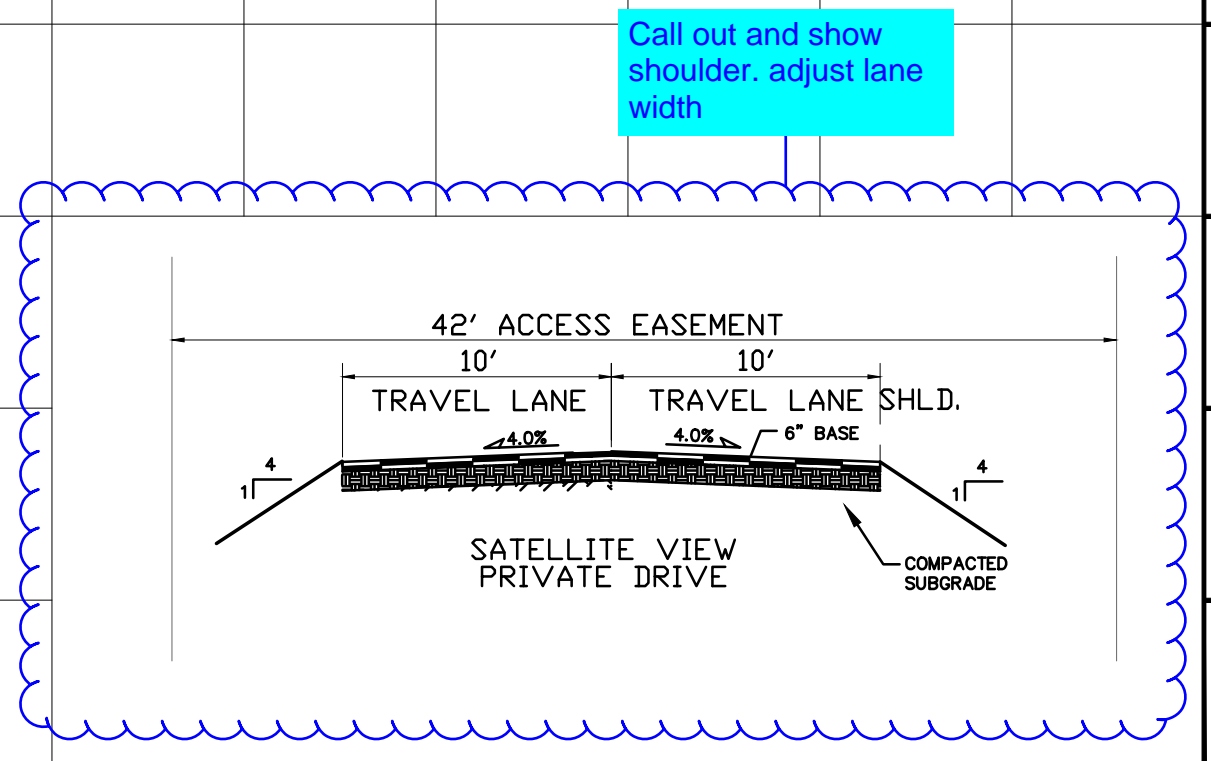 Call out and show
shoulder. adjust lane
width
42' ACCESS EASEMENT
10' 10'
TRAVEL LANE TRAVEL LANE SHLD.
4.0% 4.0% 6" BASE
4 4
1 1
SATELLITE VIEW
PRIVATE DRIVE
COMPACTED
SUBGRADE